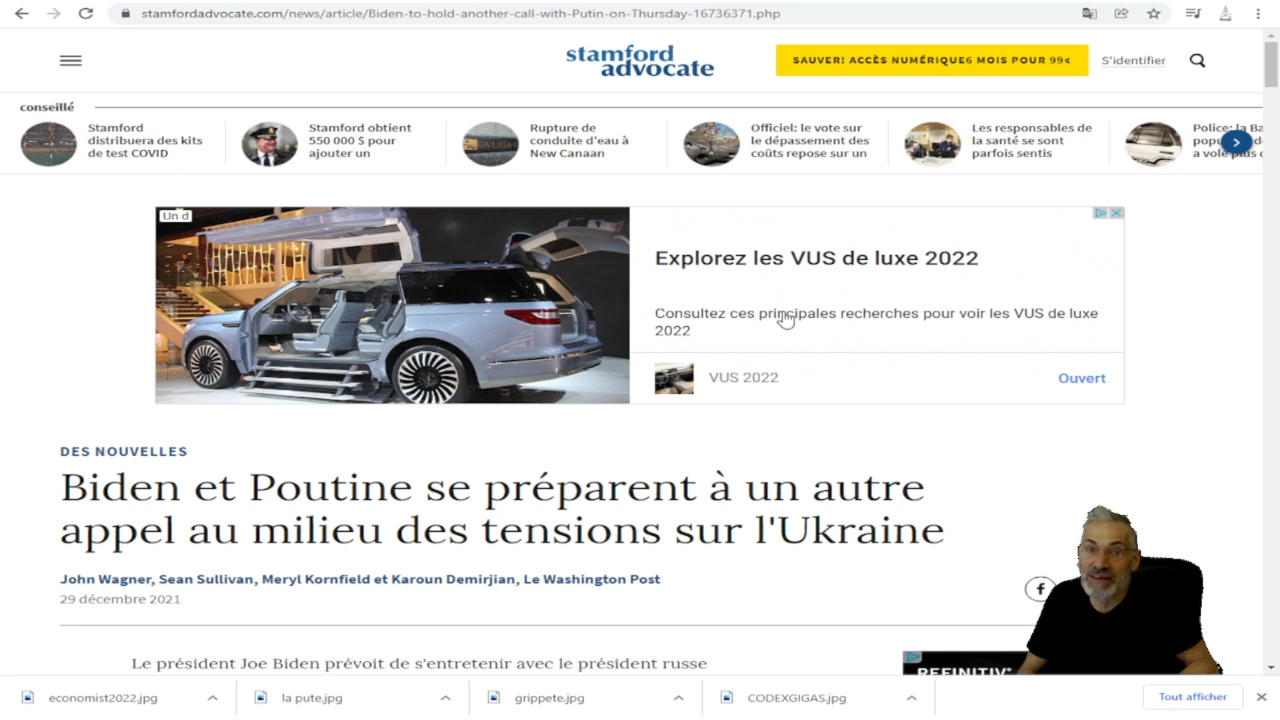 stamfordadvocate.com/news/article/Biden-to-hold-another-call-with-Putin-on-Thursday-16736371.php
stamford
advocate
SAUVER! ACCÈS NUMÉRIQUE6 MOIS POUR 99¢
S'identifier
conseillé
Stamford
distribuera des kits
de test COVID
Stamford obtient
550 000 $ pour
ajouter un
Rupture de
conduite d'eau à
New Canaan
Officiel: le vote sur
le dépassement des
coûts repose sur un
Les responsables de
la santé se sont
parfois sentis
Police: la Ba
popu
a volé plus d
Un d
Explorez les VUS de luxe 2022
Consultez ces principales recherches pour voir les VUS de luxe
2022
VUS 2022
Ouvert
DES NOUVELLES
Biden et Poutine se préparent à un autre
appel au milieu des tensions sur l'Ukraine
John Wagner, Sean Sullivan, Meryl Kornfield et Karoun Demirjian, Le Washington Post
29 décembre 2021
f
Le président Joe Biden prévoit de s'entretenir avec le président russe
REFINITIV
economist2022.jpg
la pute.jpg
grippete.jpg
CODEXGIGAS.jpg
Tout afficher